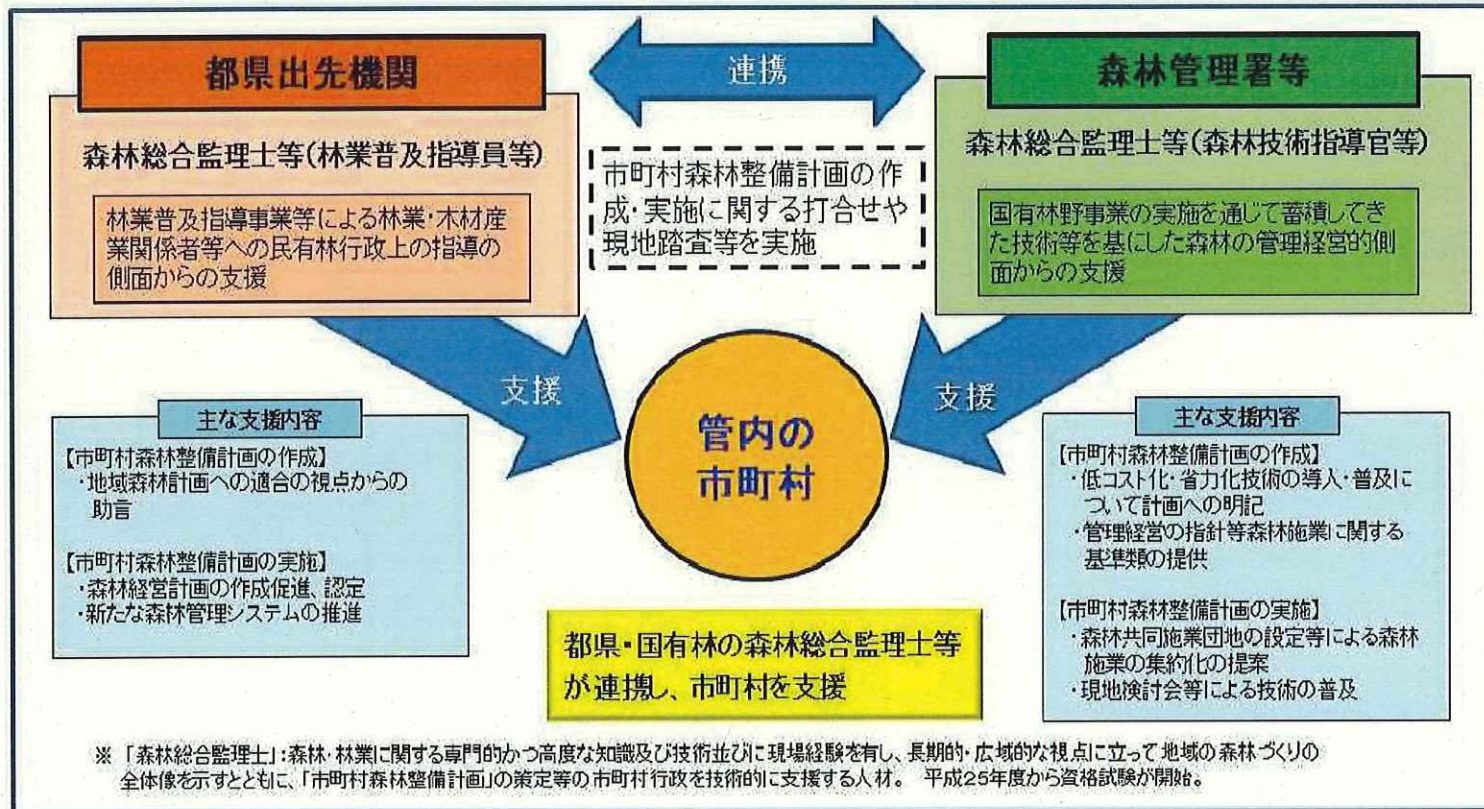 都県出先機関
森林総合監理士等(林業普及指導員等)
林業普及指導事業等による林業・木材産
業関係者等への民有林行政上の指導の
側面からの支援
連携
市町村森林整備計画の作
成・実施に関する打合せや
現地踏査等を実施
森林管理署等
森林総合監理士等(森林技術指導官等)
国有林野事業の実施を通じて蓄積してき
た技術等を基にした森林の管理経営的側
面からの支援
支援
支援
管内の
市町村
主な支援内容
【市町村森林整備計画の作成】
・地域森林計画への適合の視点からの
助言
【市町村森林整備計画の実施】
・森林経営計画の作成促進、認定
・新たな森林管理システムの推進
主な支援内容
【市町村森林整備計画の作成】
・低コスト化・省力化技術の導入・普及に
ついて計画への明記
・管理経営の指針等森林施業に関する
基準類の提供
【市町村森林整備計画の実施】
・森林共同施業団地の設定等による森林
施業の集約化の提案
・現地検討会等による技術の普及
都県・国有林の森林総合監理士等
が連携し、市町村を支援
※ 「森林総合監理士」:森林・林業に関する専門的かつ高度な知識及び技術並びに現場経験を有し、長期的・広域的な視点に立って地域の森林づくりの
全体像を示すとともに、「市町村森林整備計画」の策定等の市町村行政を技術的に支援する人材。 平成25年度から資格試験が開始。